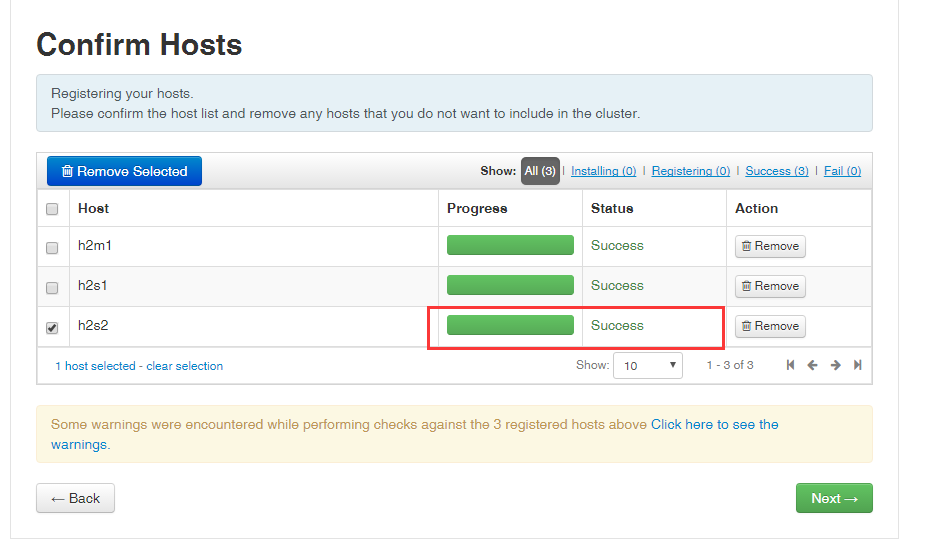 Confirm Hosts
Registering your hosts.
Please confirm the host list and remove any hosts that you do not want to include in the cluster.
Remove Selected Show: All (3) | Installing (0) | Registering (0) | Success (3) | Fail (0)
Host Progress Status Action
h2m1 Success Remove
h2s1 Success Remove
h2s2 Success Remove
1 host selected - clear selection Show: 10 1 - 3 of 3
Some warnings were encountered while performing checks against the 3 registered hosts above Click here to see the
warnings.
← Back Next →